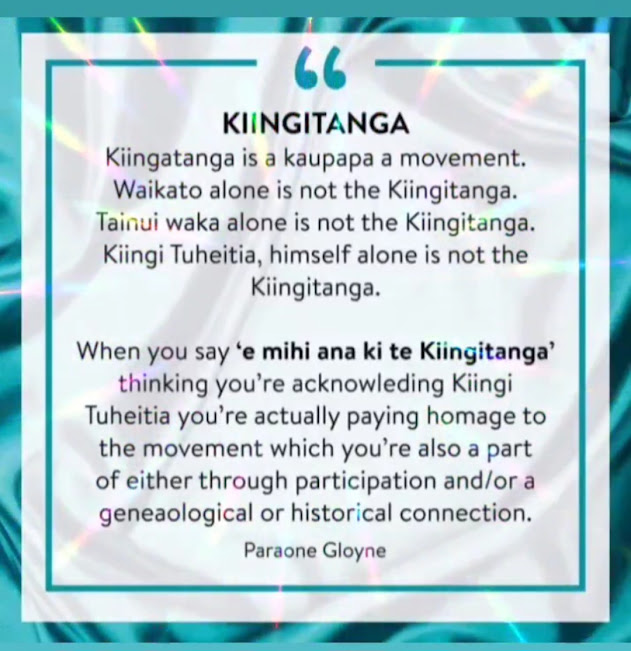 KIINGITANGA
Kiingatanga is a kaupapa a movement.
Waikato alone is not the Kiingitanga.
Tainui waka alone is not the Kiingitanga.
Kiingi Tuheitia, himself alone is not the
Kiingitanga.
When you say ‘e mihi ana ki te Kiingitanga’
thinking you’re acknowleding Kiingi
Tuheitia you’re actually paying homage to
the movement which you’re also a part
of either through participation and/or a
geneaological or historical connection.
Paraone Gloyne